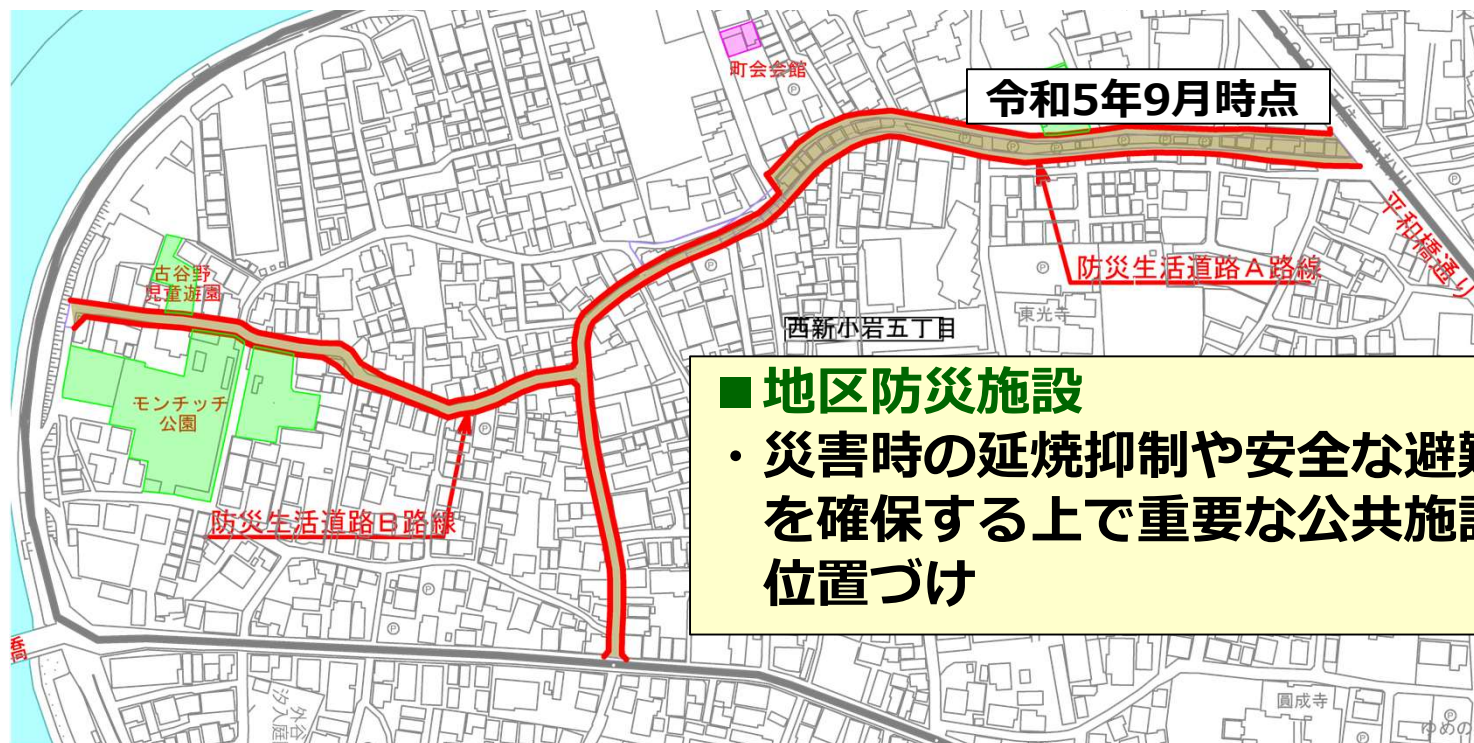 町会会館
令和5年9月時点
平和橋通り
防災生活道路A路線
古谷野
児童遊園
東光寺
西新小岩五丁目
モンチッチ
公園
防災生活道路B路線
■地区防災施設
・災害時の延焼抑制や安全な避難
を確保する上で重要な公共施設
位置づけ
橋
圓成寺
ゆめの